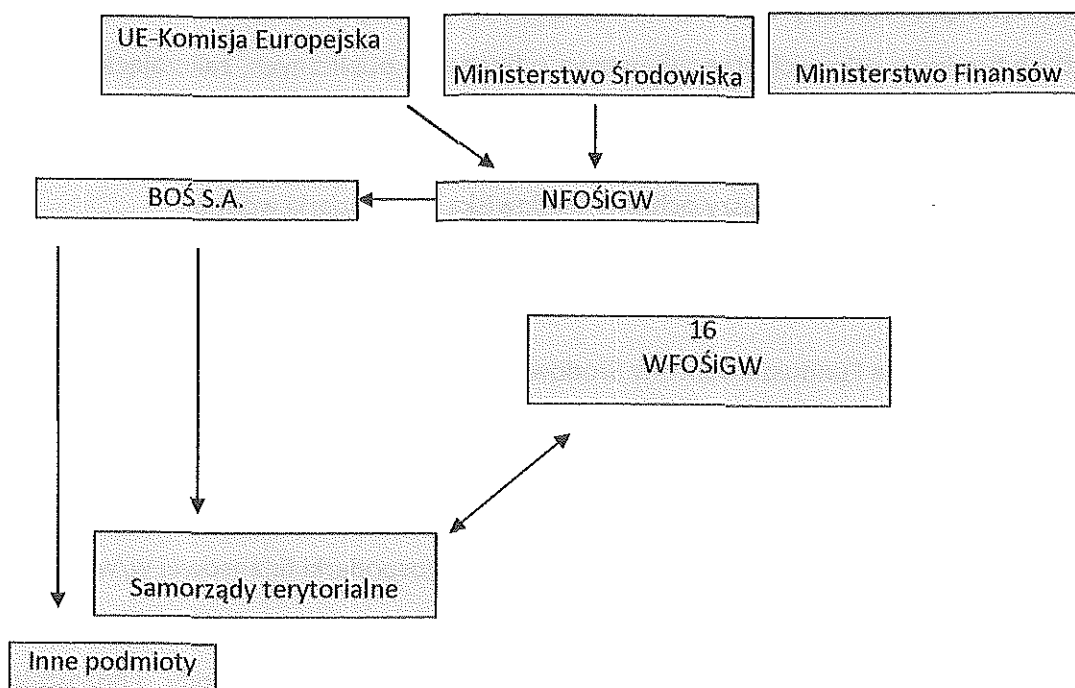 UE-Komisja Europejska
Ministerstwo Środowiska
Ministerstwo Finansów
BOŚ S.A.
NFOŚiGW
16
WFOŚiGW
Samorządy terytorialne
Inne podmioty